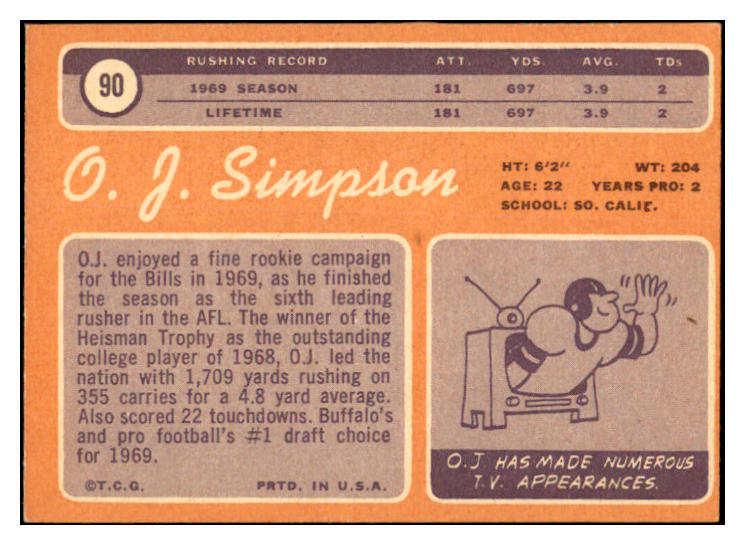 90
RUSHING RECORD ATT. YDS. AVG. TDs
1969 SEASON 181 697 3.9 2
LIFETIME 181 697 3.9 2
O. J. Simpson
HT: 6'2" WT: 204
AGE: 22 YEARS PRO: 2
SCHOOL: SO. CALIF.
O.J. enjoyed a fine rookie campaign
for the Bills in 1969, as he finished
the season as the sixth leading
rusher in the AFL. The winner of the
Heisman Trophy as the outstanding
college player of 1968, O.J. led the
nation with 1,709 yards rushing on
355 carries for a 4.8 yard average.
Also scored 22 touchdowns. Buffalo's
and pro football's #1 draft choice
for 1969.
©T.C.G. PRTD. IN U.S.A.
O.J HAS MADE NUMEROUS
T.V. APPEARANCES.